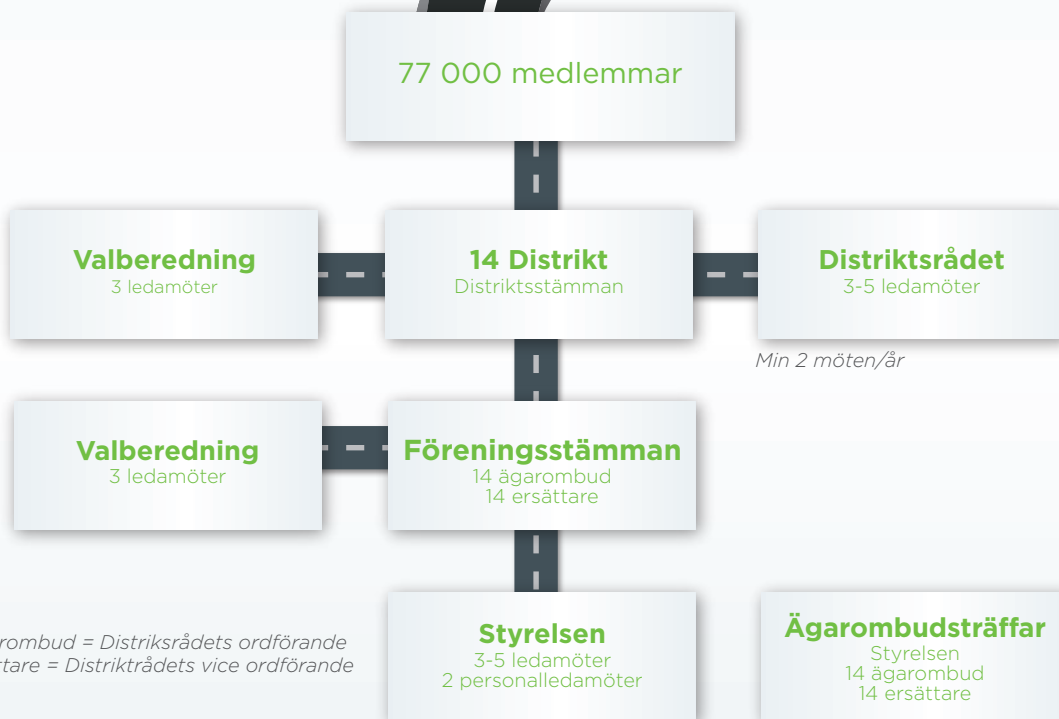 77 000 medlemmar
Valberedning
3 ledamöter
14 Distrikt
Distriktsstämman
Distriktsrådet
3-5 ledamöter
Min 2 möten/år
Valberedning
3 ledamöter
Föreningsstämman
14 ägarombud
14 ersättare
= Distriksrådets ordförande
= Distriktrådets vice ordförande
Styrelsen
3-5 ledamöter
2 personalledamöter
Ägarombudsträffar
Styrelsen
14 ägarombud
14 ersättare